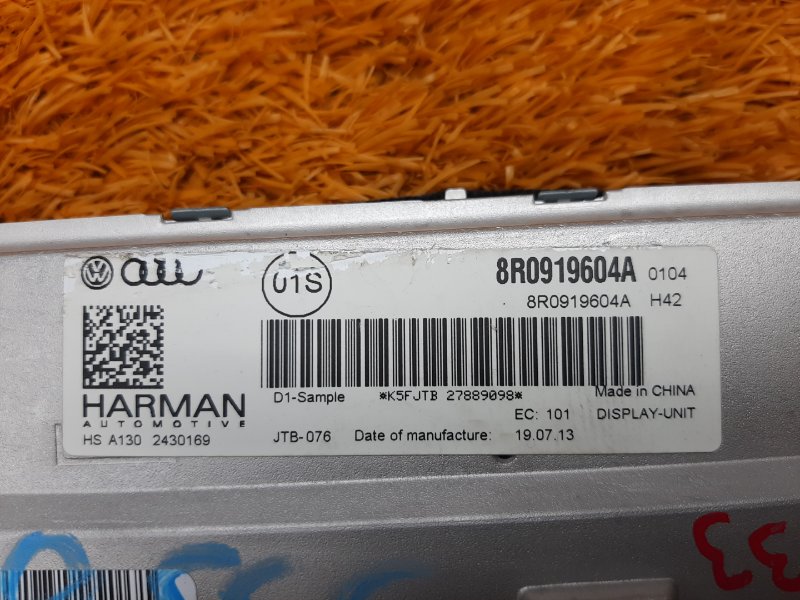 01S
8R0919604A 0104
8R0919604A H42
D1-Sample *K5FJTB 27889098*
Made in CHINA
HARMAN
AUTOMOTIVE
EC: 101 DISPLAY-UNIT
HS A130 2430169 JTB-076 Date of manufacture: 19.07.13
33